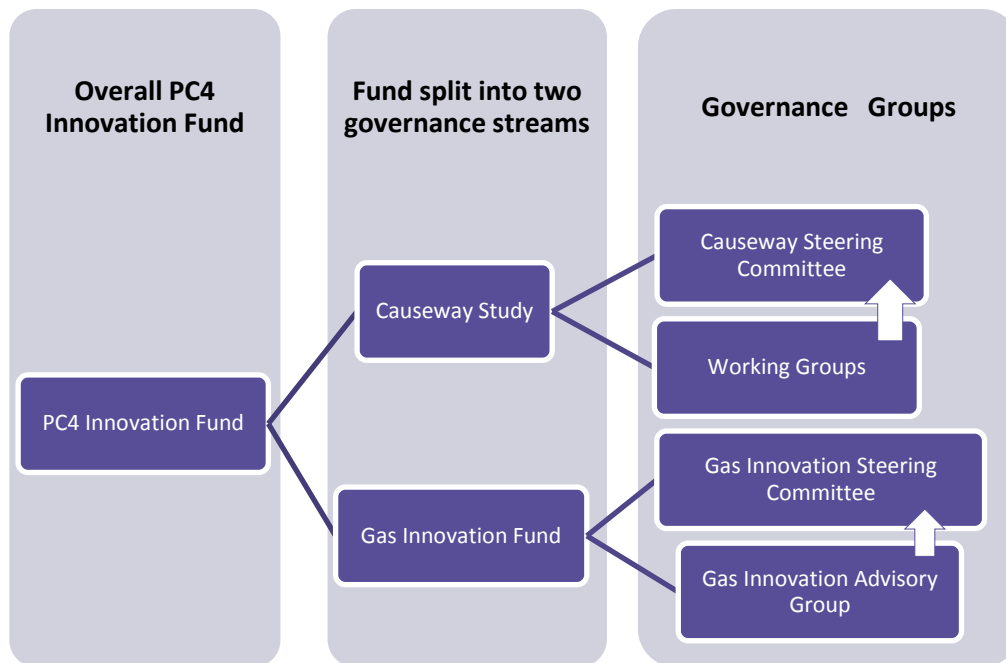 Overall PC4
Innovation Fund
Fund split into two
governance streams
Governance Groups
PC4 Innovation Fund
Causeway Study
Gas Innovation Fund
Causeway Steering
Committee
Working Groups
Gas Innovation Steering
Committee
Gas Innovation Advisory
Group